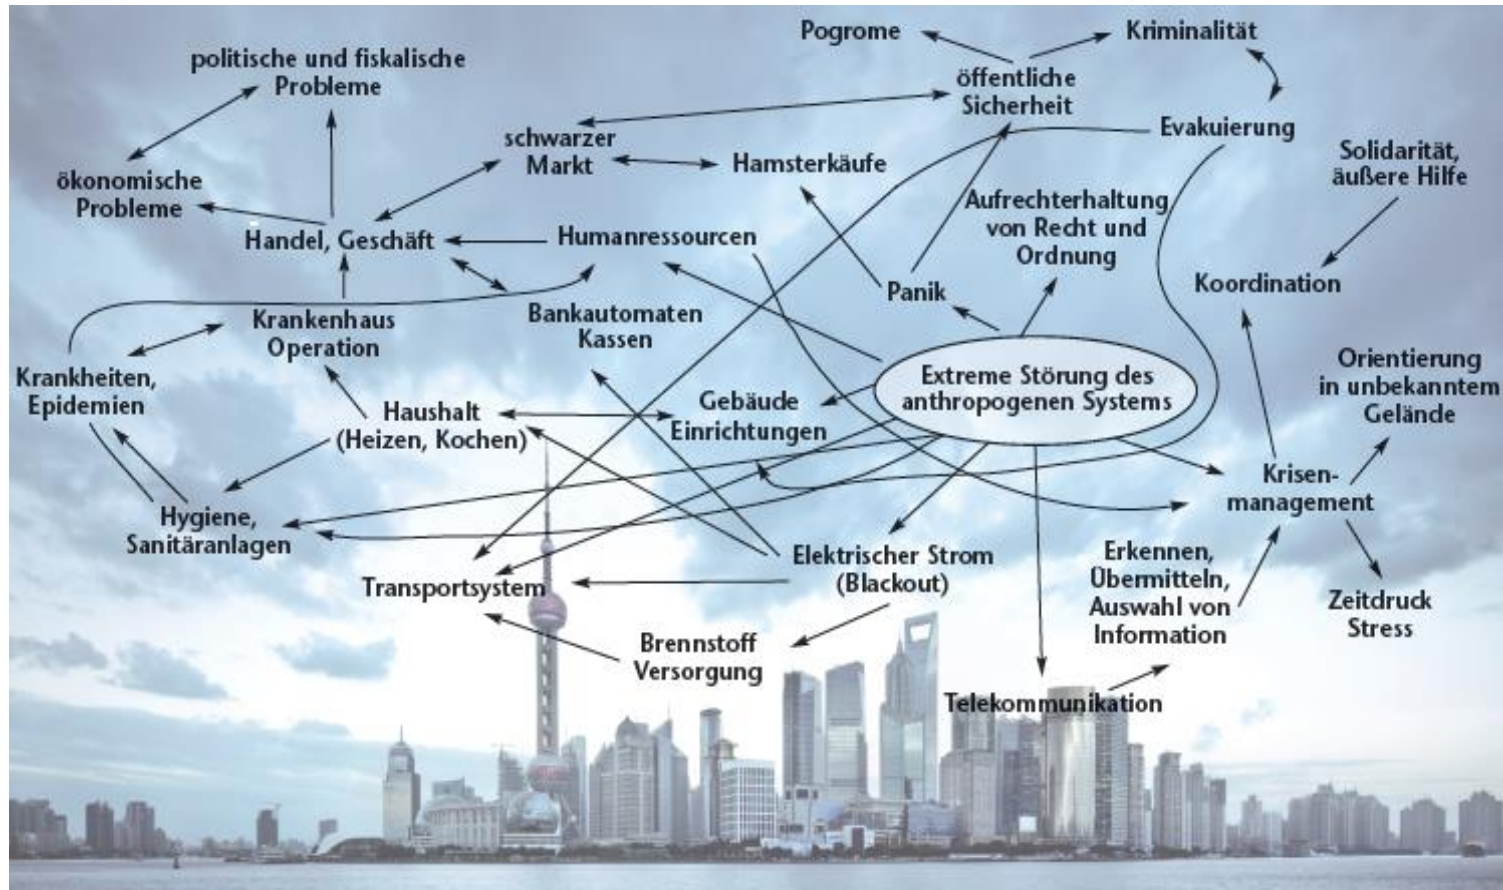 Pogrome
Kriminalität
politische und fiskalische
Probleme
öffentliche
Sicherheit
schwarzer
Markt
Evakuierung
Hamsterkäufe
Solidarität,
äußere Hilfe
ökonomische
Probleme
Aufrechterhaltung
von Recht und
Ordnung
Handel, Geschäft
Humanressourcen
Koordination
Panik
Krankenhaus
Operation
Bankautomaten
Kassen
Krankheiten,
Epidemien
Extreme Störung des
anthropogenen Systems
Orientierung
in unbekanntem
Gelände
Haushalt
(Heizen, Kochen)
Gebäude
Einrichtungen
Krisen-
management
Hygiene,
Sanitäranlagen
Elektrischer Strom
(Blackout)
Erkennen,
Übermitteln,
Auswahl von
Information
Transportsystem
Zeitdruck
Stress
Brennstoff
Versorgung
Telekommunikation